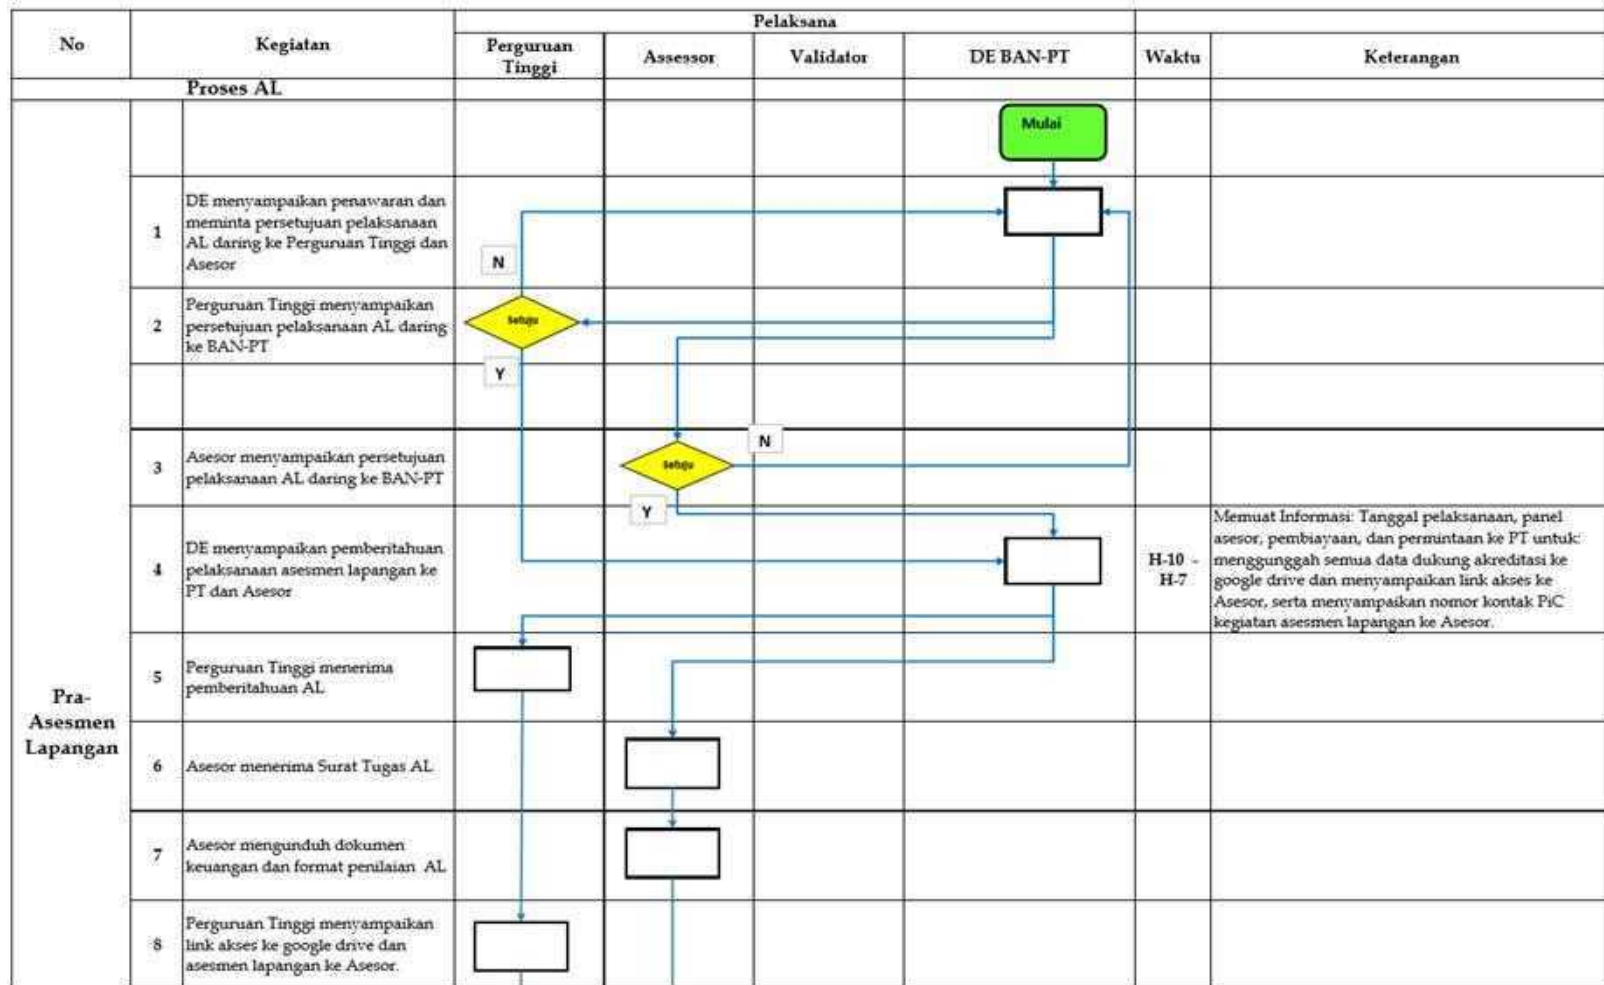 Pelaksana
No
Kegiatan
Perguruan
Tinggi
Assessor
Validator
DE BAN-PT
Waktu
Keterangan
Proses AL
Mulai
1
DE menyampaikan penawaran dan
meminta persetujuan pelaksanaan
AL daring ke Perguruan Tinggi dan
Asesor
N
2
Perguruan Tinggi menyampaikan
persetujuan pelaksanaan AL daring
ke BAN-PT
Setuju
Y
3
Asesor menyampaikan persetujuan
pelaksanaan AL daring ke BAN-PT
Setuju
N
Y
4
DE menyampaikan pemberitahuan
pelaksanaan asesmen lapangan ke
PT dan Asesor
H-10 -
H-7
Memuat Informasi: Tanggal pelaksanaan, panel
asesor, pembiayaan, dan permintaan ke PT untuk:
menggunggah semua data dukung akreditasi ke
google drive dan menyampaikan link akses ke
Asesor, serta menyampaikan nomor kontak PiC
kegiatan asesmen lapangan ke Asesor.
Pra-
Asesmen
Lapangan
5
Perguruan Tinggi menerima
pemberitahuan AL
6
Asesor menerima Surat Tugas AL
7
Asesor mengunduh dokumen
keuangan dan format penilaian AL
8
Perguruan Tinggi menyampaikan
link akses ke google drive dan
asesmen lapangan ke Asesor.